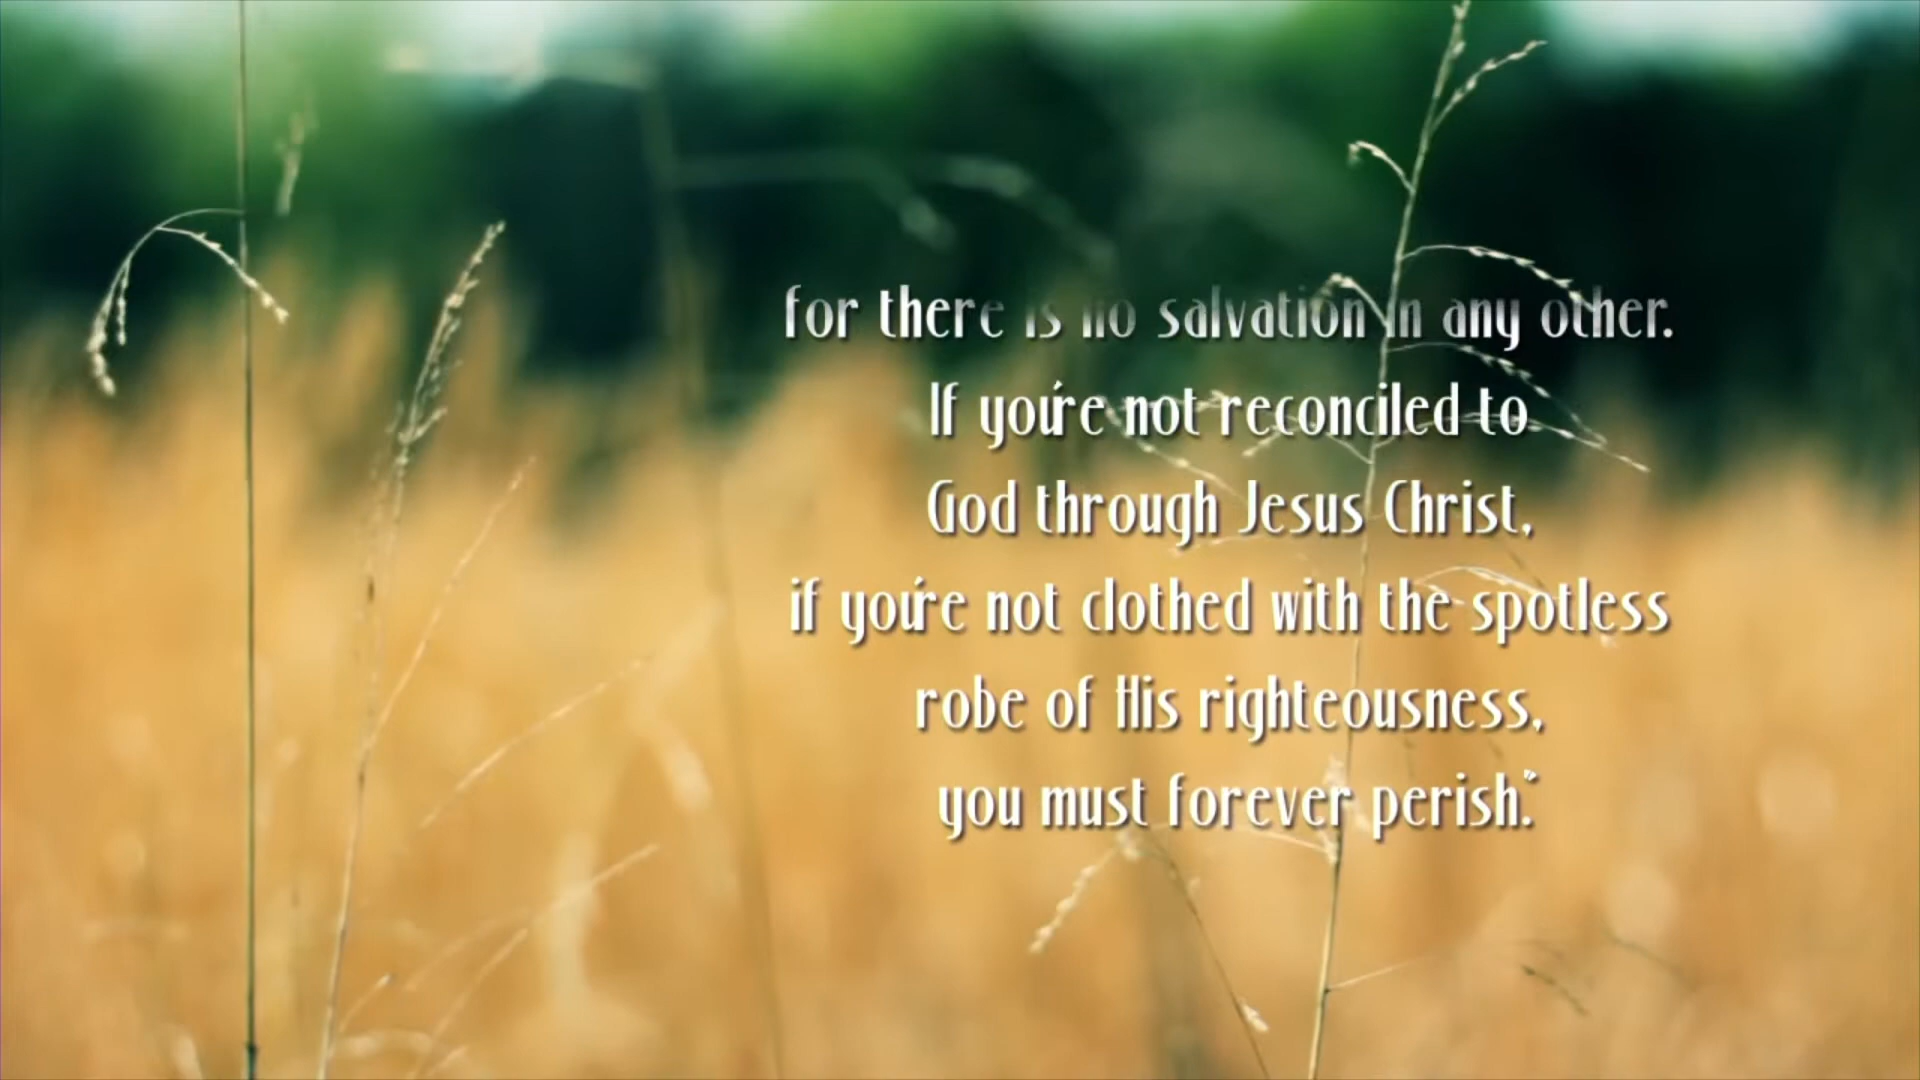 for there is no salvation in any other.
If you're not reconciled to
God through Jesus Christ,
if you're not clothed with the spotless
robe of His righteousness,
you must forever perish."